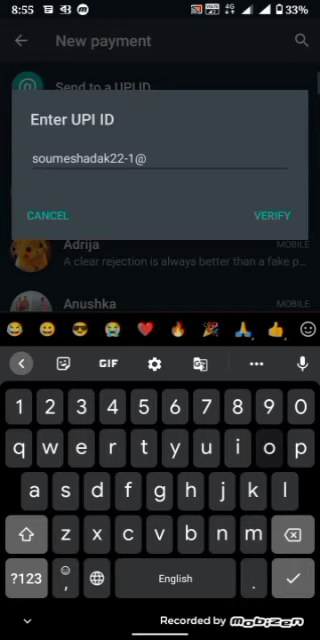 8:55 4G 33%
New payment
Send to a UPI ID
Enter UPI ID
soumeshadak22-1@
CANCEL VERIFY
Adrija MOBILE
A clear rejection is always better than a fake p...
Anushka MOBILE
GIF
1 2 3 4 5 6 7 8 9 0
q w e r t y u i o p
a s d f g h j k l
z x c v b n m
?123 , English .
Recorded by mobizen